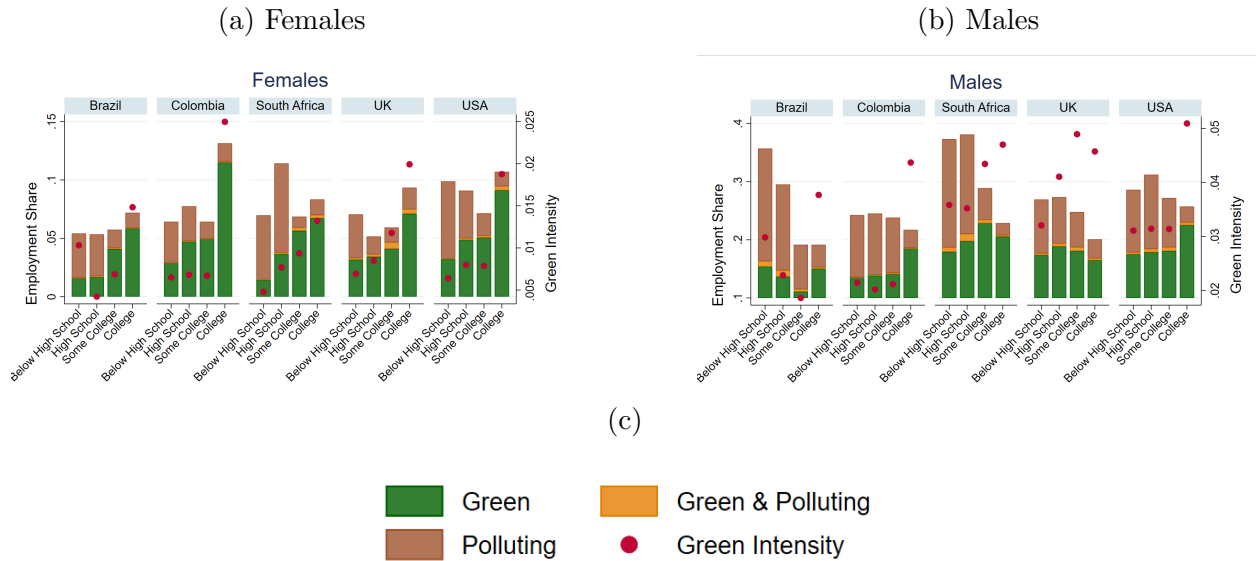 (a) Females
Females
Brazil
Colombia
South Africa
UK
USA
Employment Share
.15
.1
.05
0
Green Intensity
.025
.02
.015
.01
.005
Below High School
High School
Some College
College
Below High School
High School
Some College
College
Below High School
High School
Some College
College
Below High School
High School
Some College
College
Below High School
High School
Some College
College
(b) Males
Males
Brazil
Colombia
South Africa
UK
USA
Employment Share
.4
.3
.2
.1
Green Intensity
.05
.04
.03
.02
Below High School
High School
Some College
College
Below High School
High School
Some College
College
Below High School
High School
Some College
College
Below High School
High School
Some College
College
Below High School
High School
Some College
College
(c)
Green
Green & Polluting
Polluting
Green Intensity